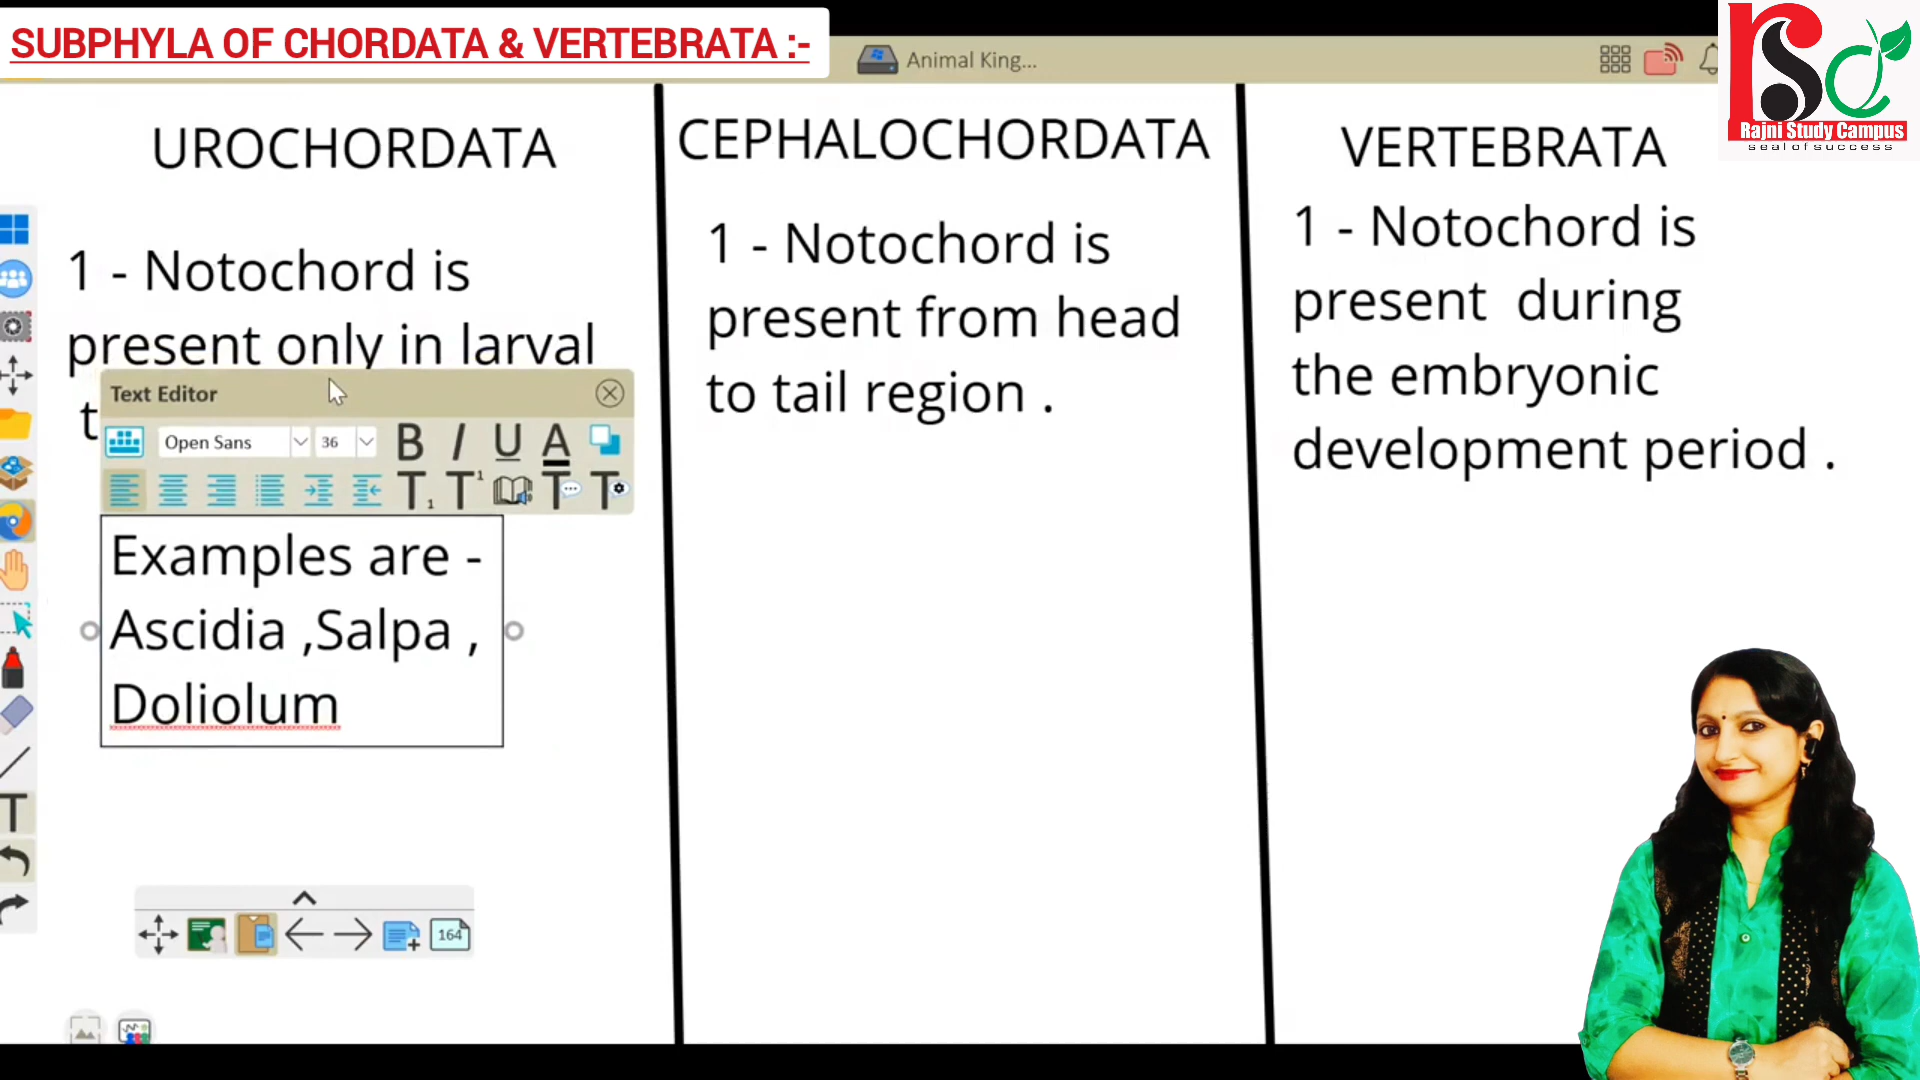 SUBPHYLA OF CHORDATA & VERTEBRATA :-
Animal King...
Rajni Study Campus
seal of success
UROCHORDATA
1 - Notochord is
present only in larval
t
Text Editor
Open Sans
36
B I U A
T1 T1 T T
Examples are -
Ascidia ,Salpa ,
Doliolum
164
CEPHALOCHORDATA
1 - Notochord is
present from head
to tail region .
VERTEBRATA
1 - Notochord is
present  during
the embryonic
development period .